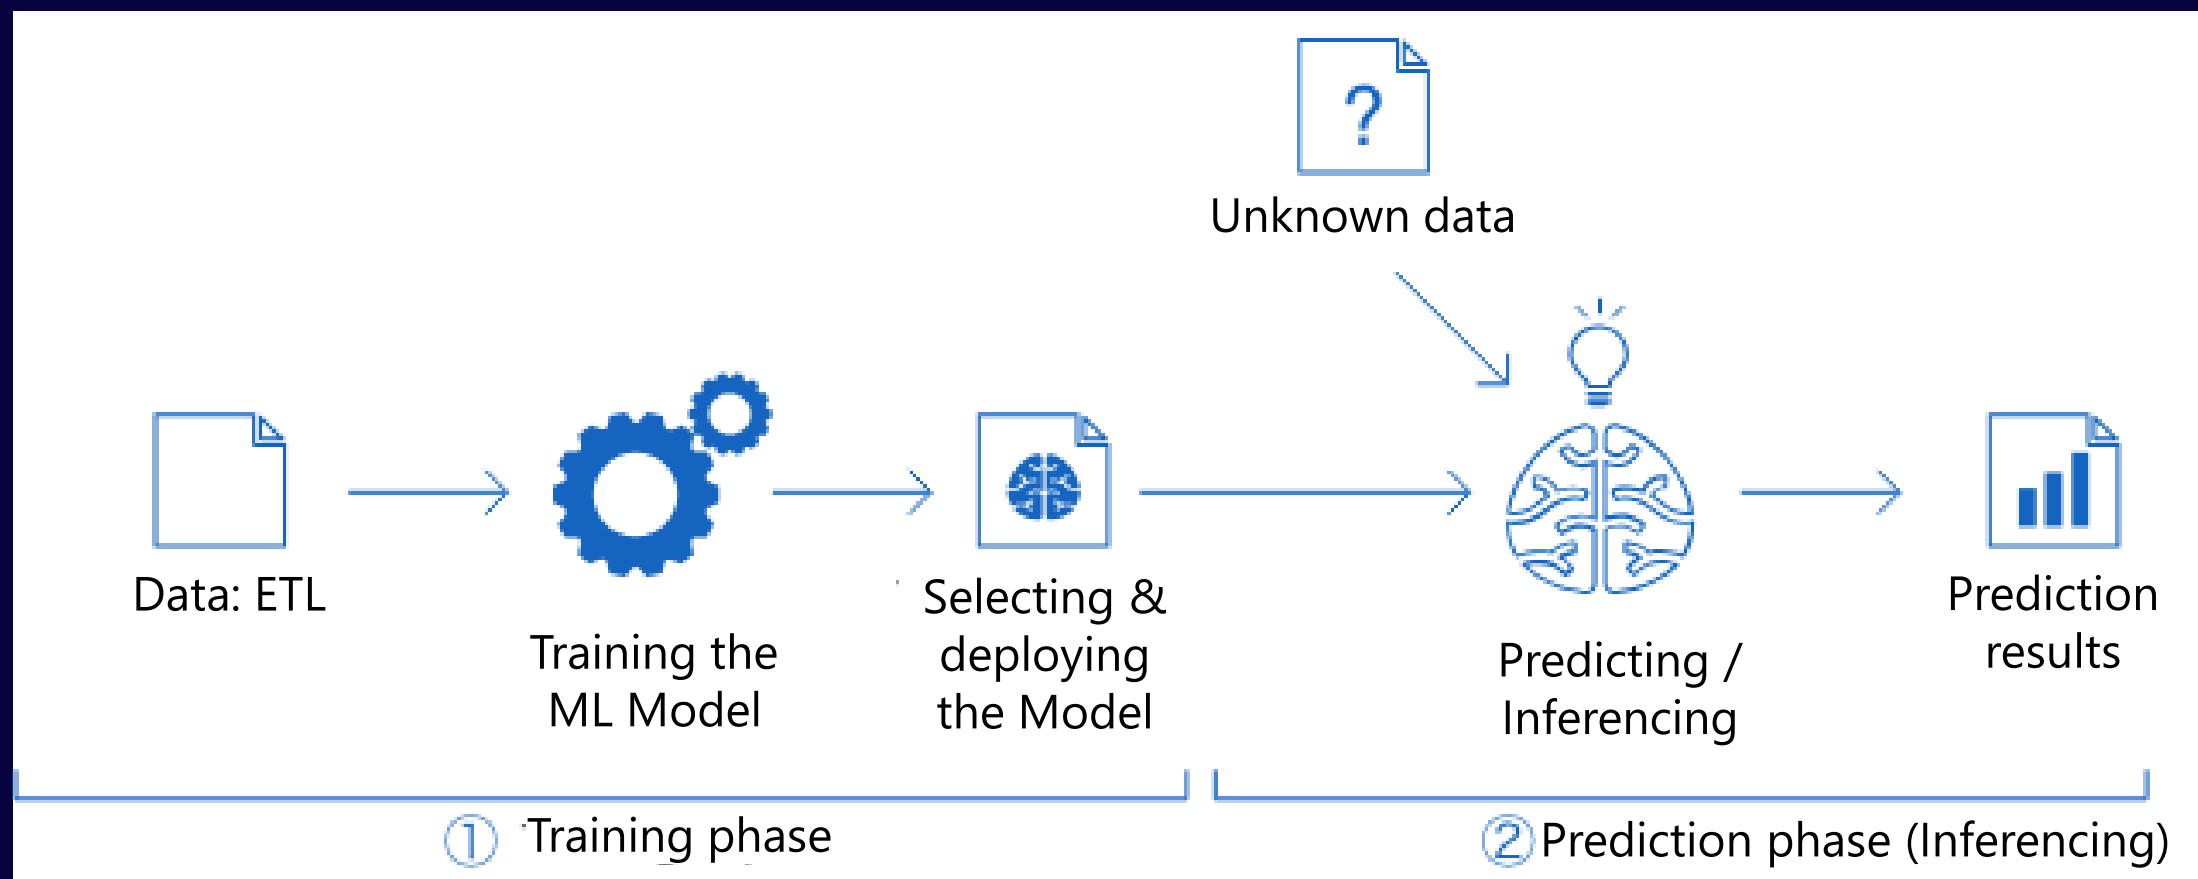 ?
Unknown data
Data: ETL
Training the
ML Model
Selecting &
deploying
the Model
Predicting /
Inferencing
Prediction
results
① Training phase
② Prediction phase (Inferencing)